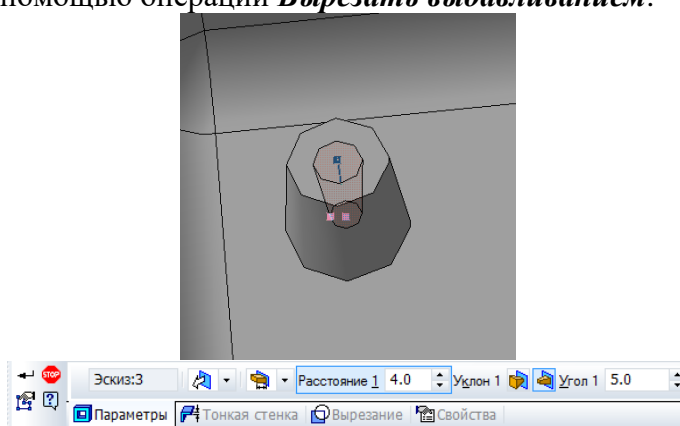 помощью операции Вырезать выдавливанием.
STOP Эскиз:3 Расстояние 1 4.0 Уклон 1 Угол 1 5.0
Параметры Тонкая стенка Вырезание Свойства